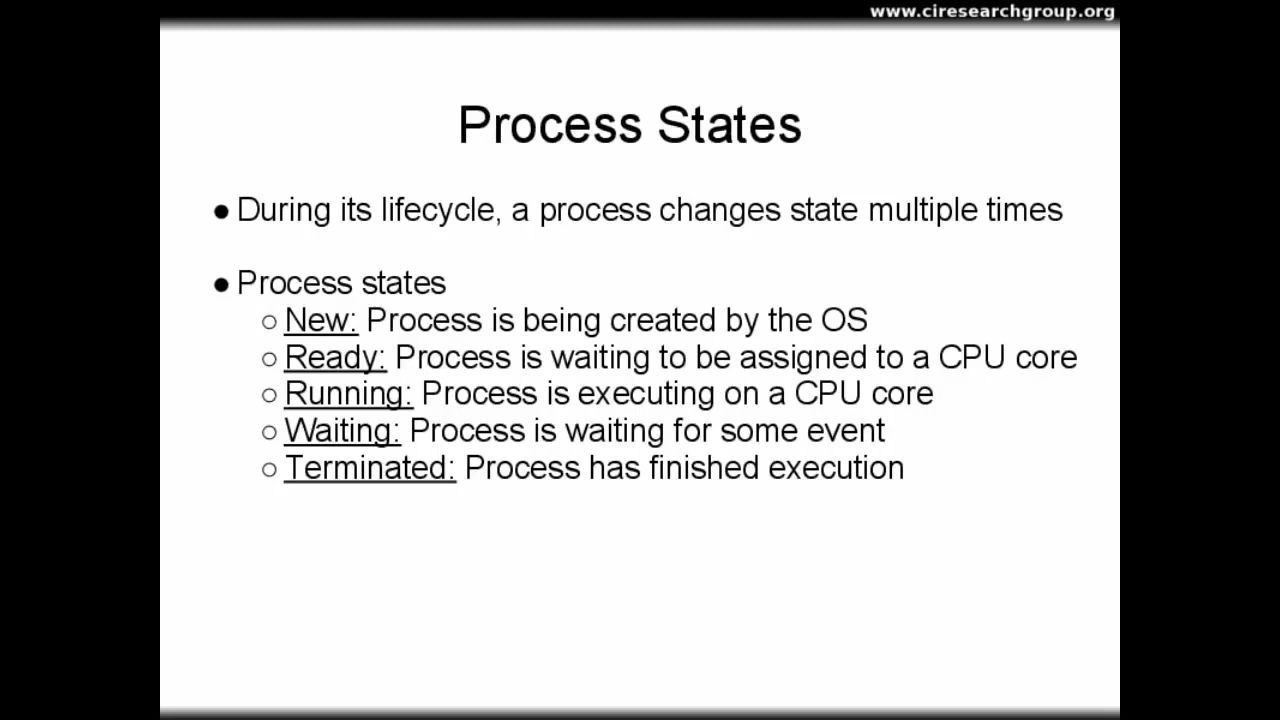 www.ciresearchgroup.org
Process States
● During its lifecycle, a process changes state multiple times
● Process states
○ New: Process is being created by the OS
○ Ready: Process is waiting to be assigned to a CPU core
○ Running: Process is executing on a CPU core
○ Waiting: Process is waiting for some event
○ Terminated: Process has finished execution